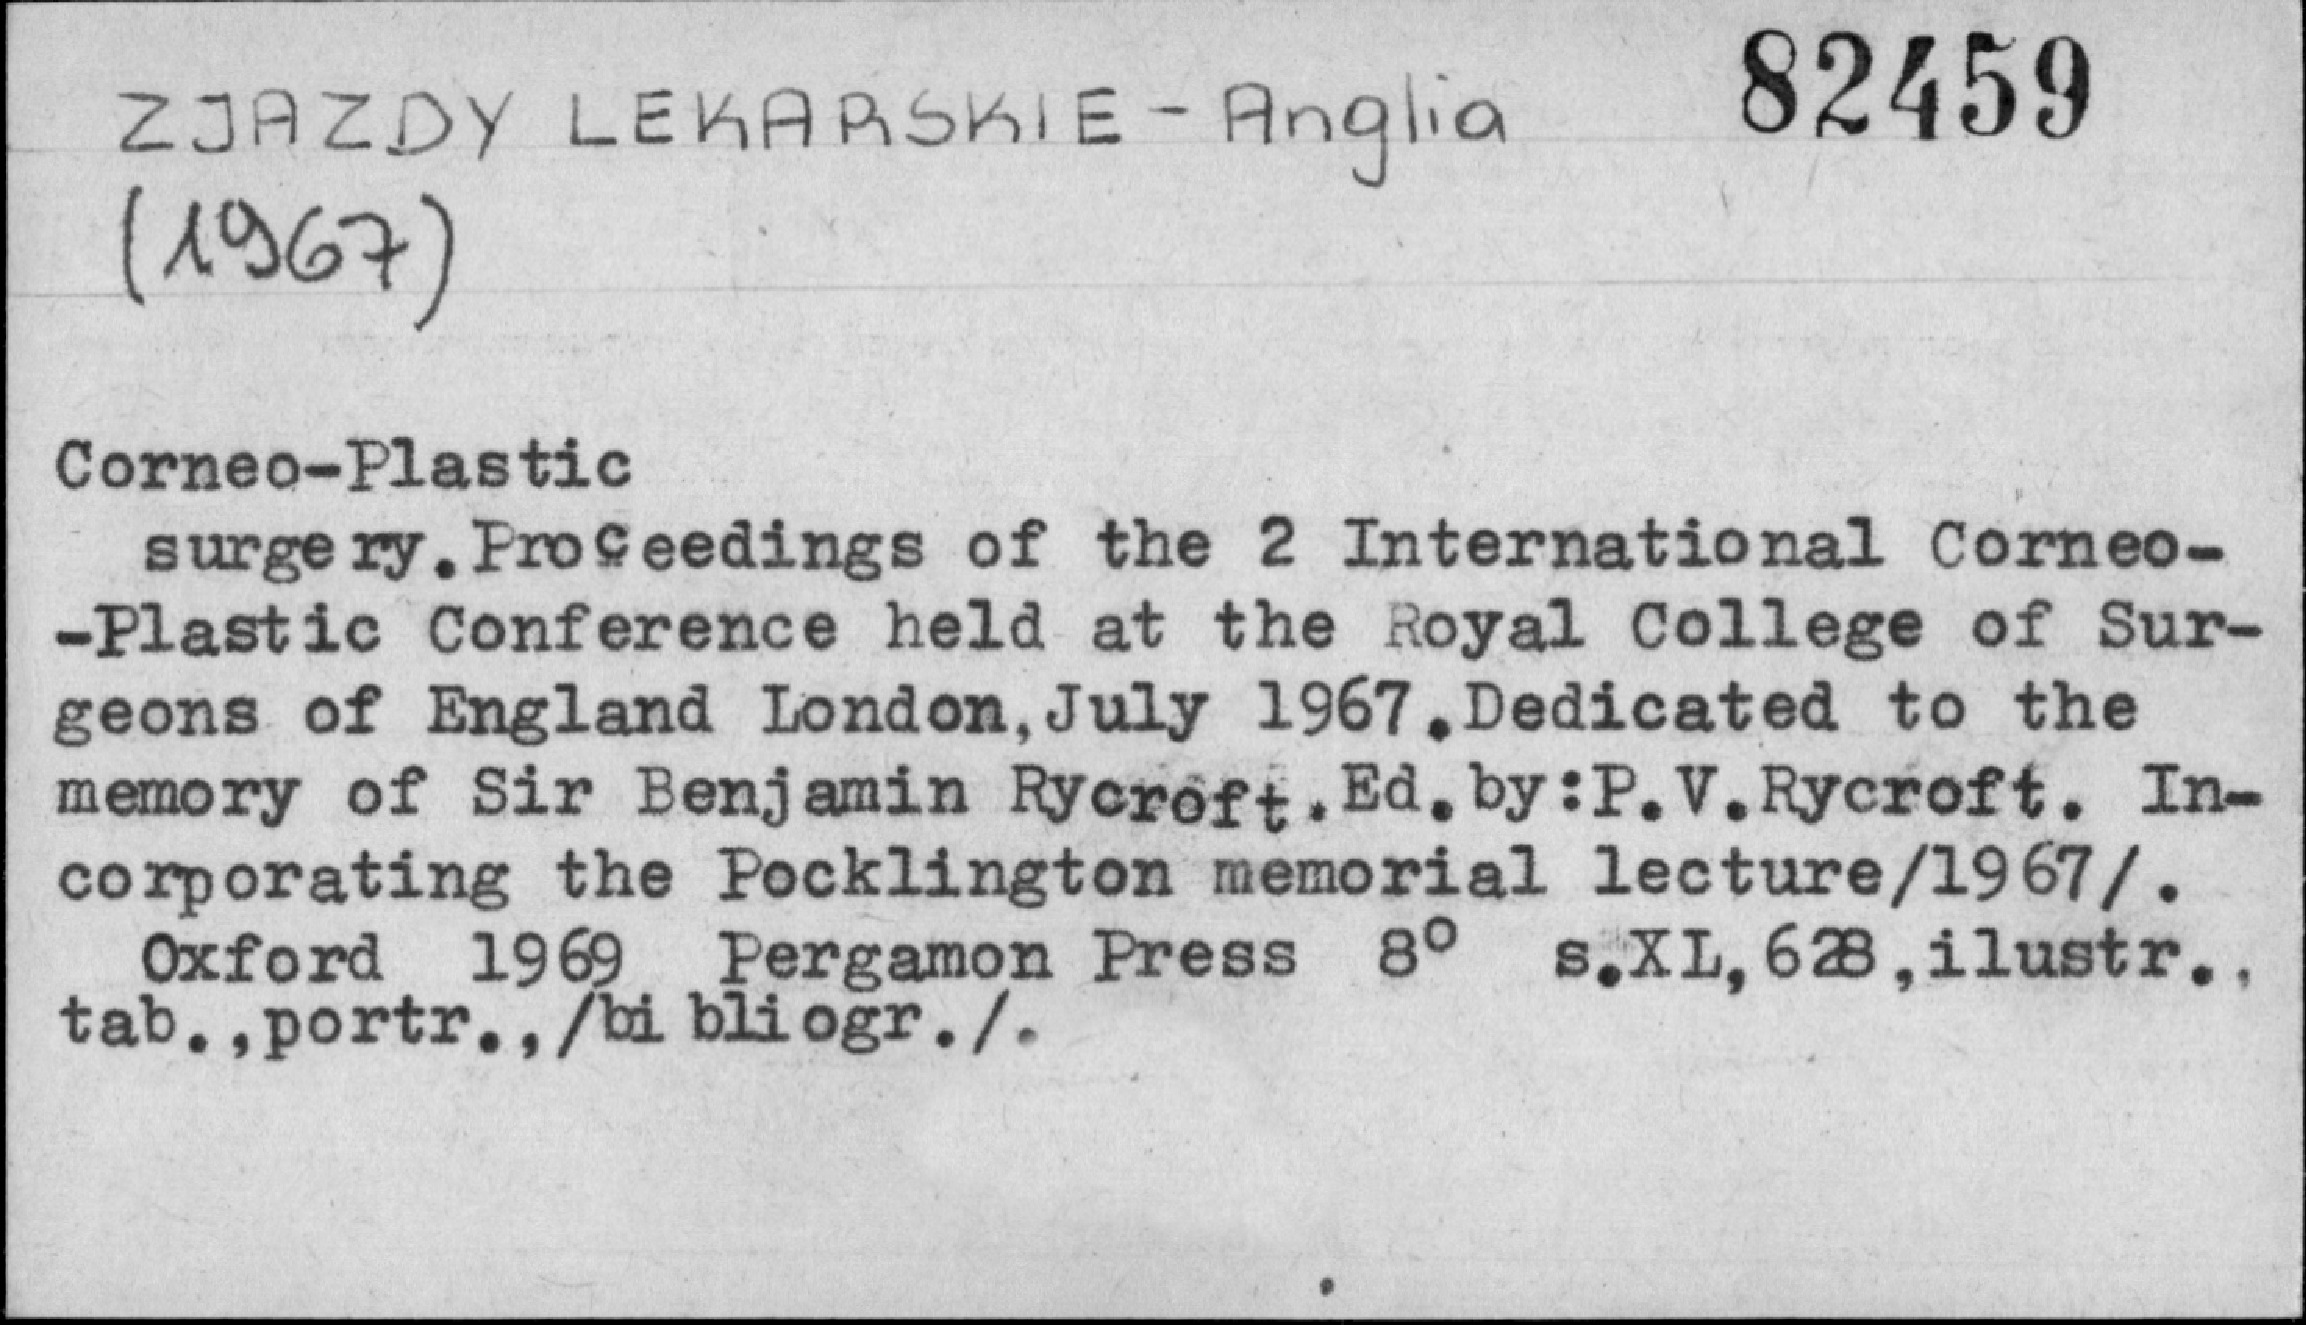 ZJAZDY LEKARSKIE - Anglia 82459
(1967)
Corneo-Plastic
surgery. Proceedings of the 2 International Corneo-
-Plastic Conference held at the Royal College of Sur-
geons of England London, July 1967. Dedicated to the
memory of Sir Benjamin Rycroft. Ed. by: P.V. Rycroft. In-
corporating the Pocklington memorial lecture /1967/.
Oxford 1969 Pergamon Press 8° s. XL, 628, ilustr.,
tab., portr., /bibliogr./.